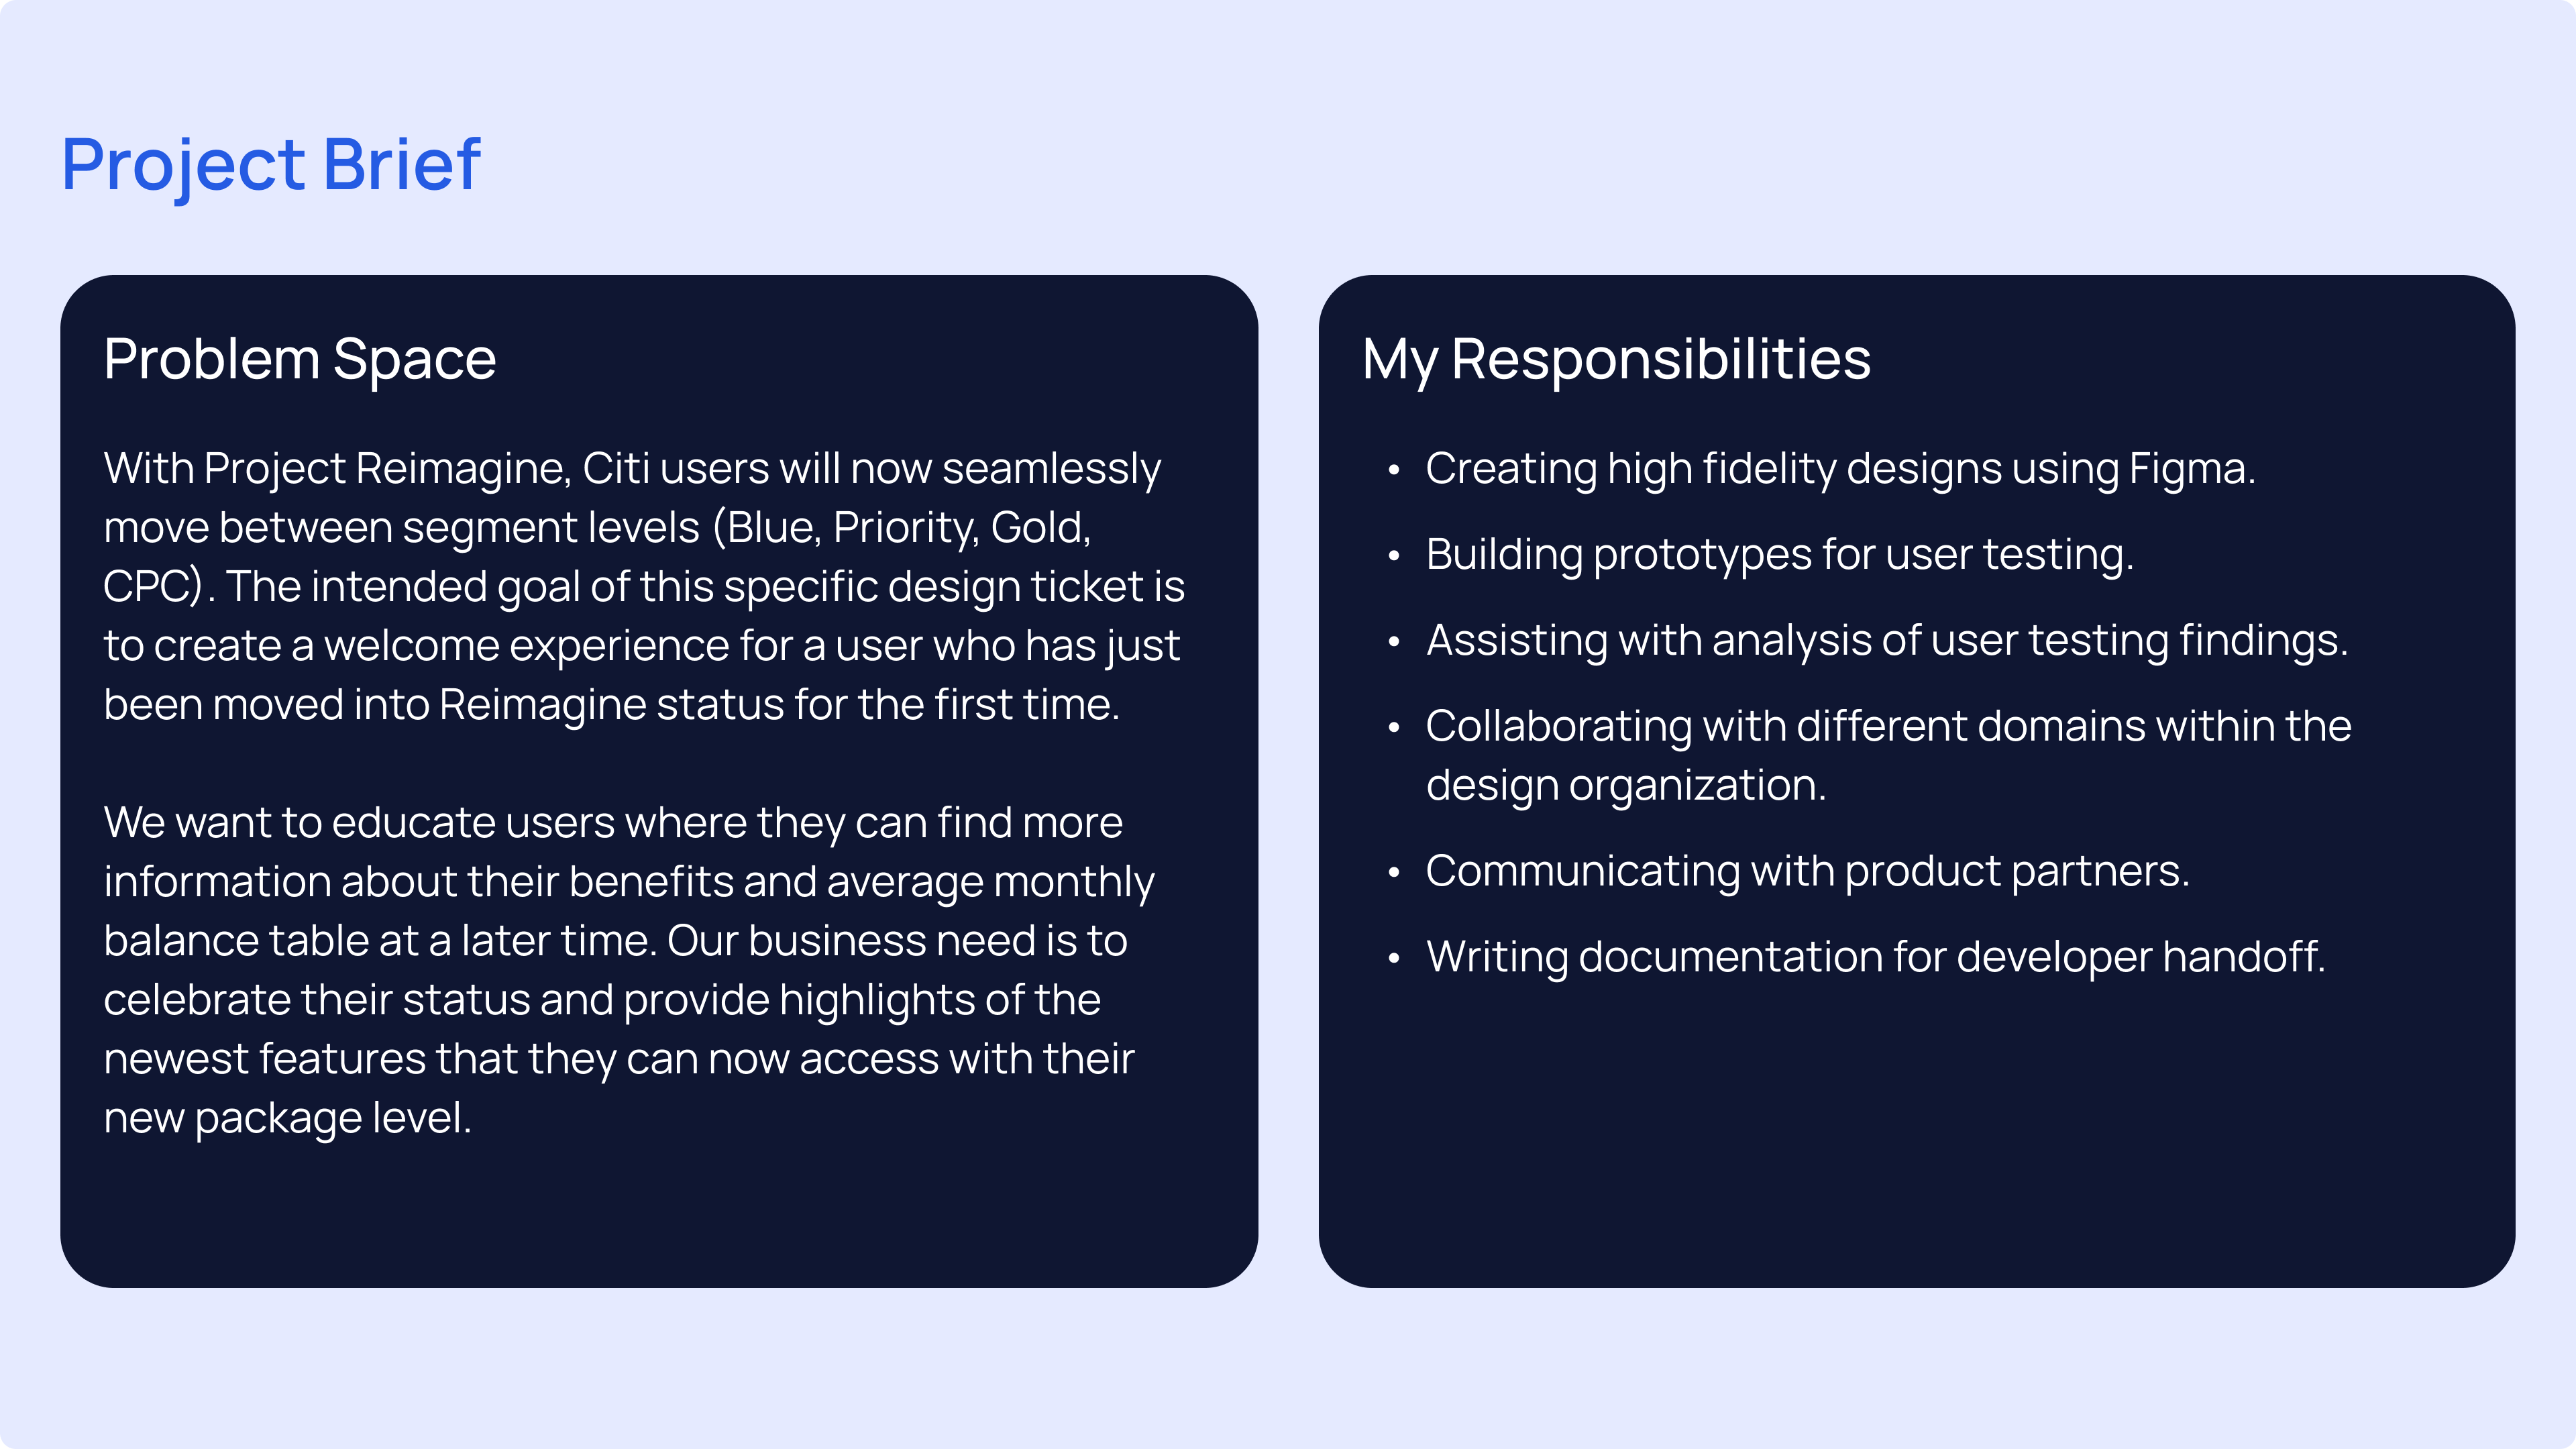 Project Brief
Problem Space
With Project Reimagine, Citi users will now seamlessly
move between segment levels (Blue, Priority, Gold,
CPC). The intended goal of this specific design ticket is
to create a welcome experience for a user who has just
been moved into Reimagine status for the first time.
We want to educate users where they can find more
information about their benefits and average monthly
balance table at a later time. Our business need is to
celebrate their status and provide highlights of the
newest features that they can now access with their
new package level.
My Responsibilities
• Creating high fidelity designs using Figma.
• Building prototypes for user testing.
• Assisting with analysis of user testing findings.
• Collaborating with different domains within the
design organization.
• Communicating with product partners.
• Writing documentation for developer handoff.